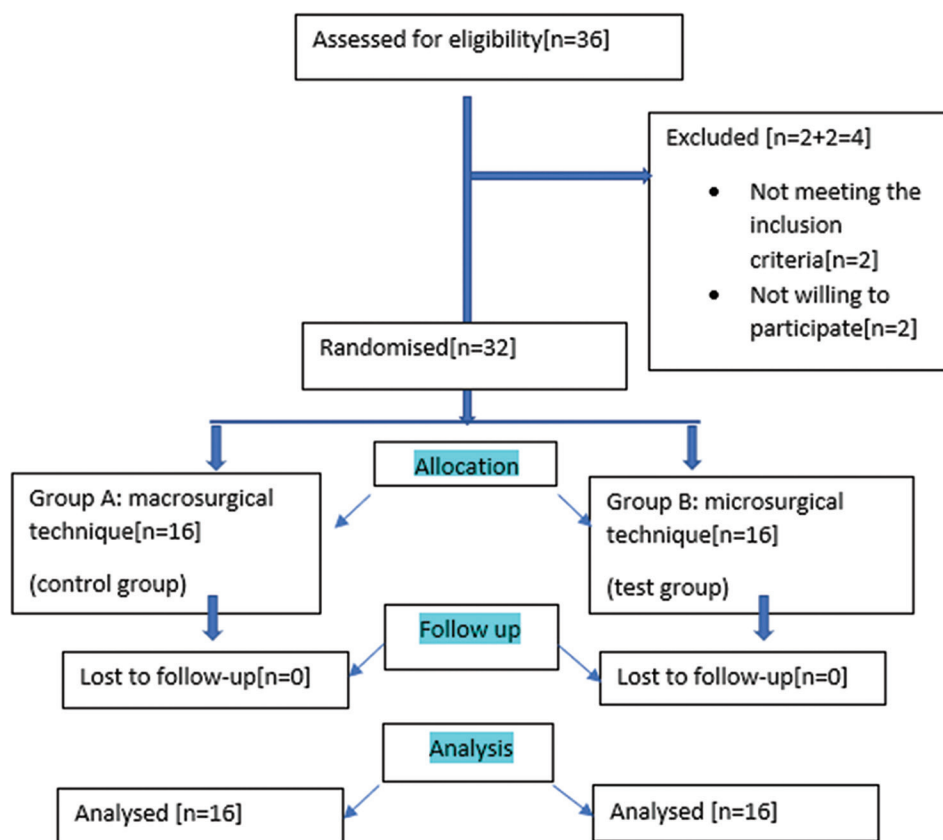 Assessed for eligibility[n=36]
Excluded [n=2+2=4]
• Not meeting the
inclusion
criteria[n=2]
• Not willing to
participate[n=2]
Randomised[n=32]
Allocation
Group A: macrosurgical
technique[n=16]
(control group)
Group B: microsurgical
technique[n=16]
(test group)
Follow up
Lost to follow-up[n=0]
Lost to follow-up[n=0]
Analysis
Analysed [n=16]
Analysed [n=16]